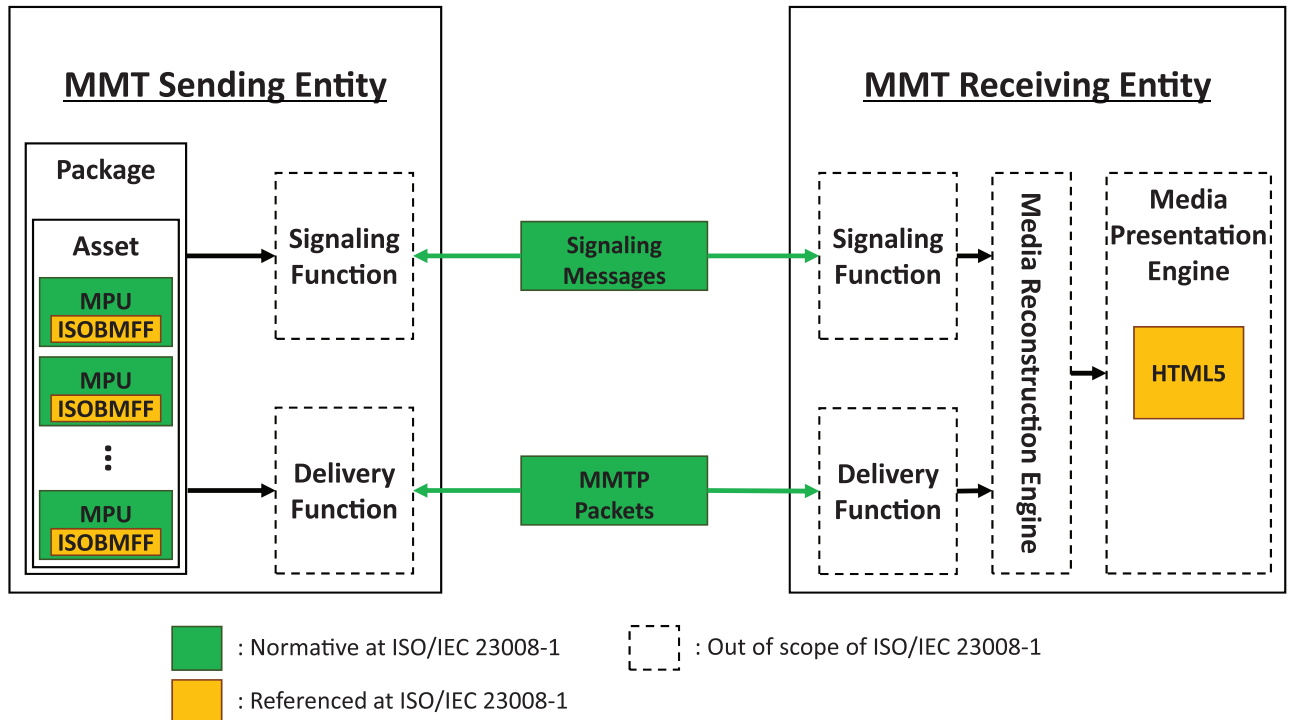 MMT Sending Entity
Package
Asset
MPU
ISOBMFF
MPU
ISOBMFF
MPU
ISOBMFF
Signaling
Function
Delivery
Function
Signaling
Messages
MMTP
Packets
MMT Receiving Entity
Signaling
Function
Delivery
Function
Media Reconstruction Engine
Media
Presentation
Engine
HTML5
: Normative at ISO/IEC 23008-1
: Out of scope of ISO/IEC 23008-1
: Referenced at ISO/IEC 23008-1